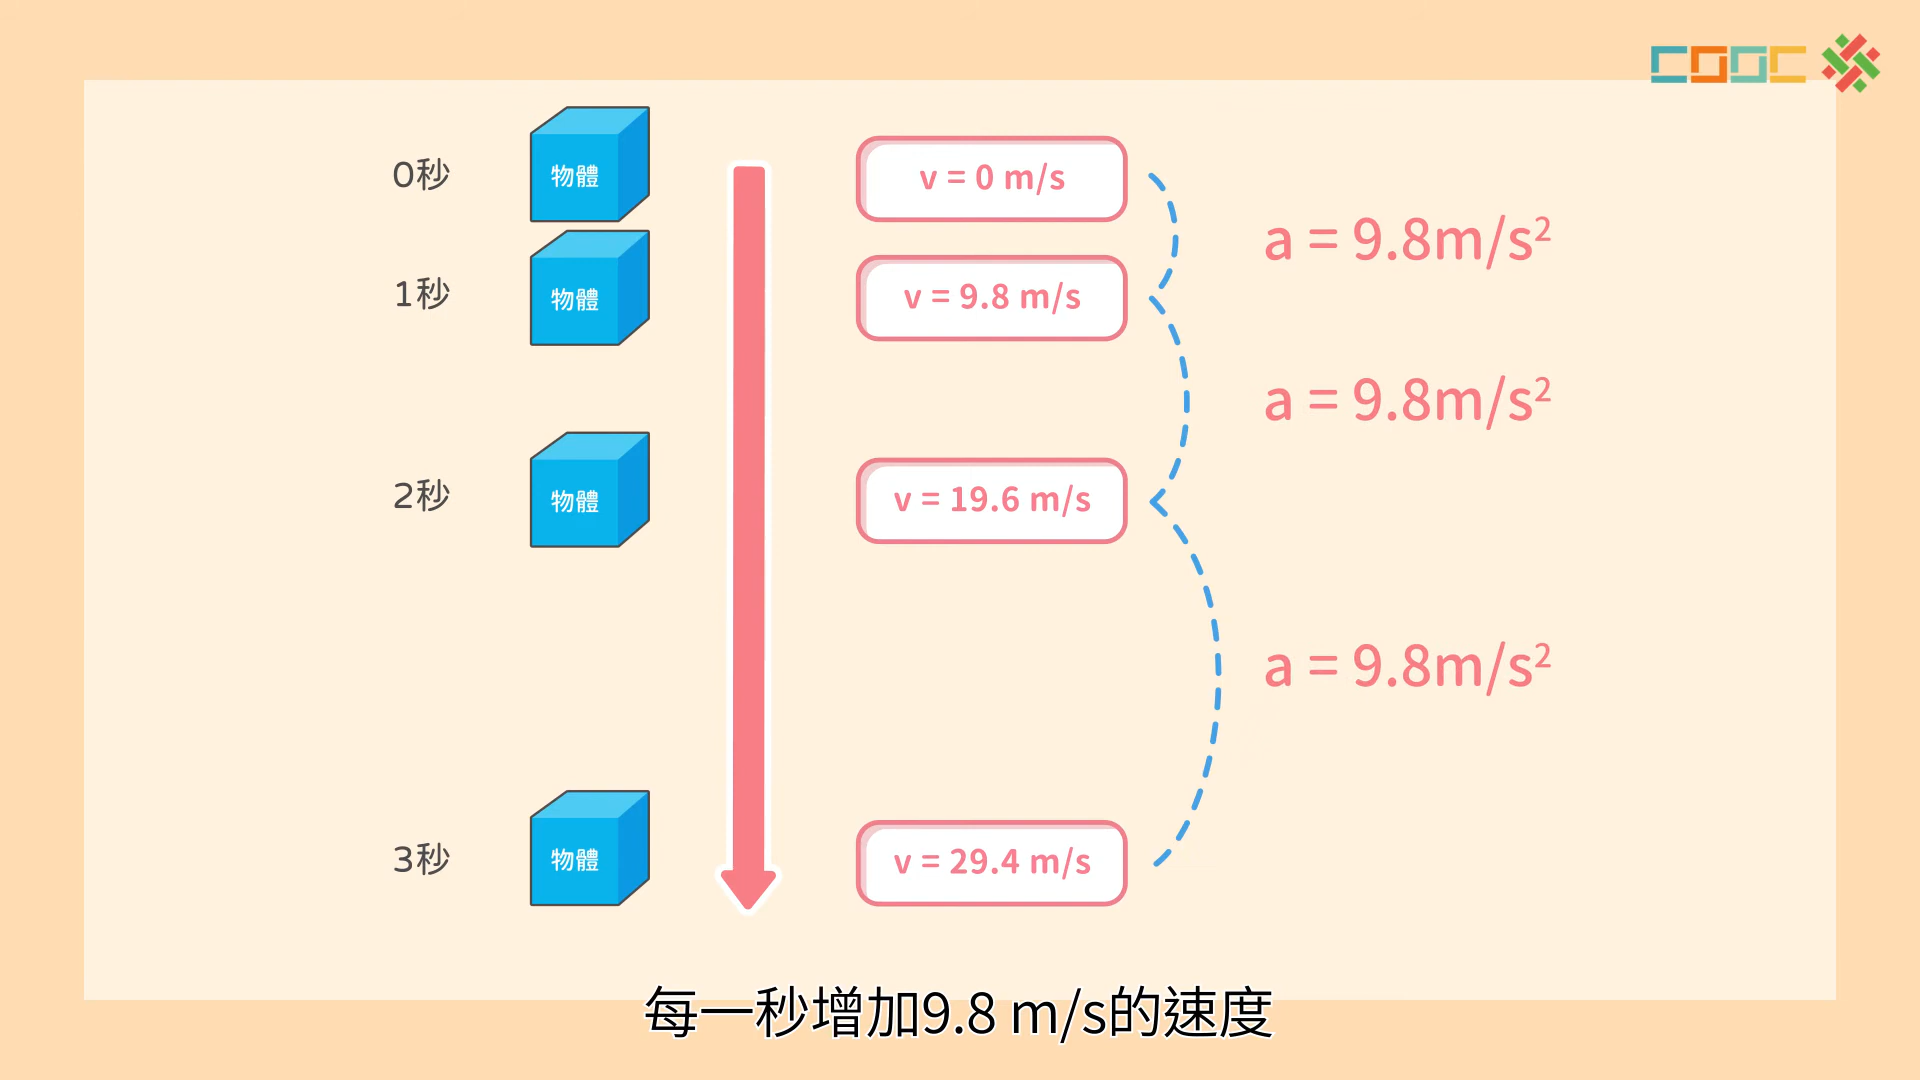 cooc
0秒
物體
v = 0 m/s
a = 9.8m/s²
1秒
物體
v = 9.8 m/s
a = 9.8m/s²
2秒
物體
v = 19.6 m/s
a = 9.8m/s²
3秒
物體
v = 29.4 m/s
每一秒增加9.8 m/s的速度